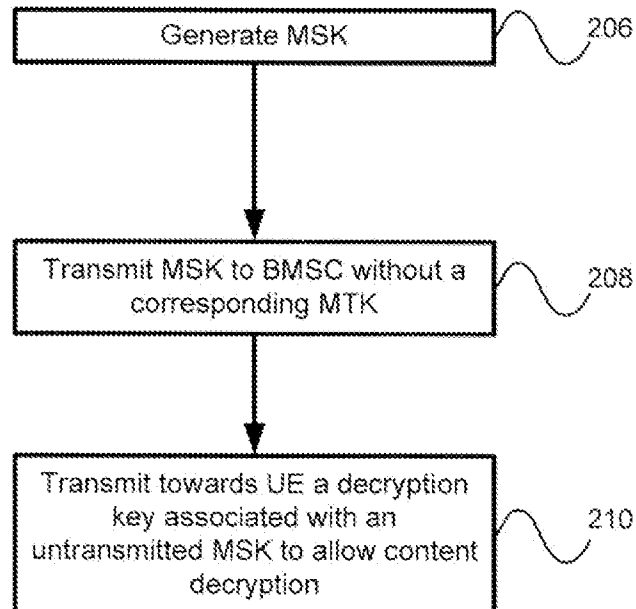 Generate MSK
206
Transmit MSK to BMSC without a
corresponding MTK
208
Transmit towards UE a decryption
key associated with an
untransmitted MSK to allow content
decryption
210